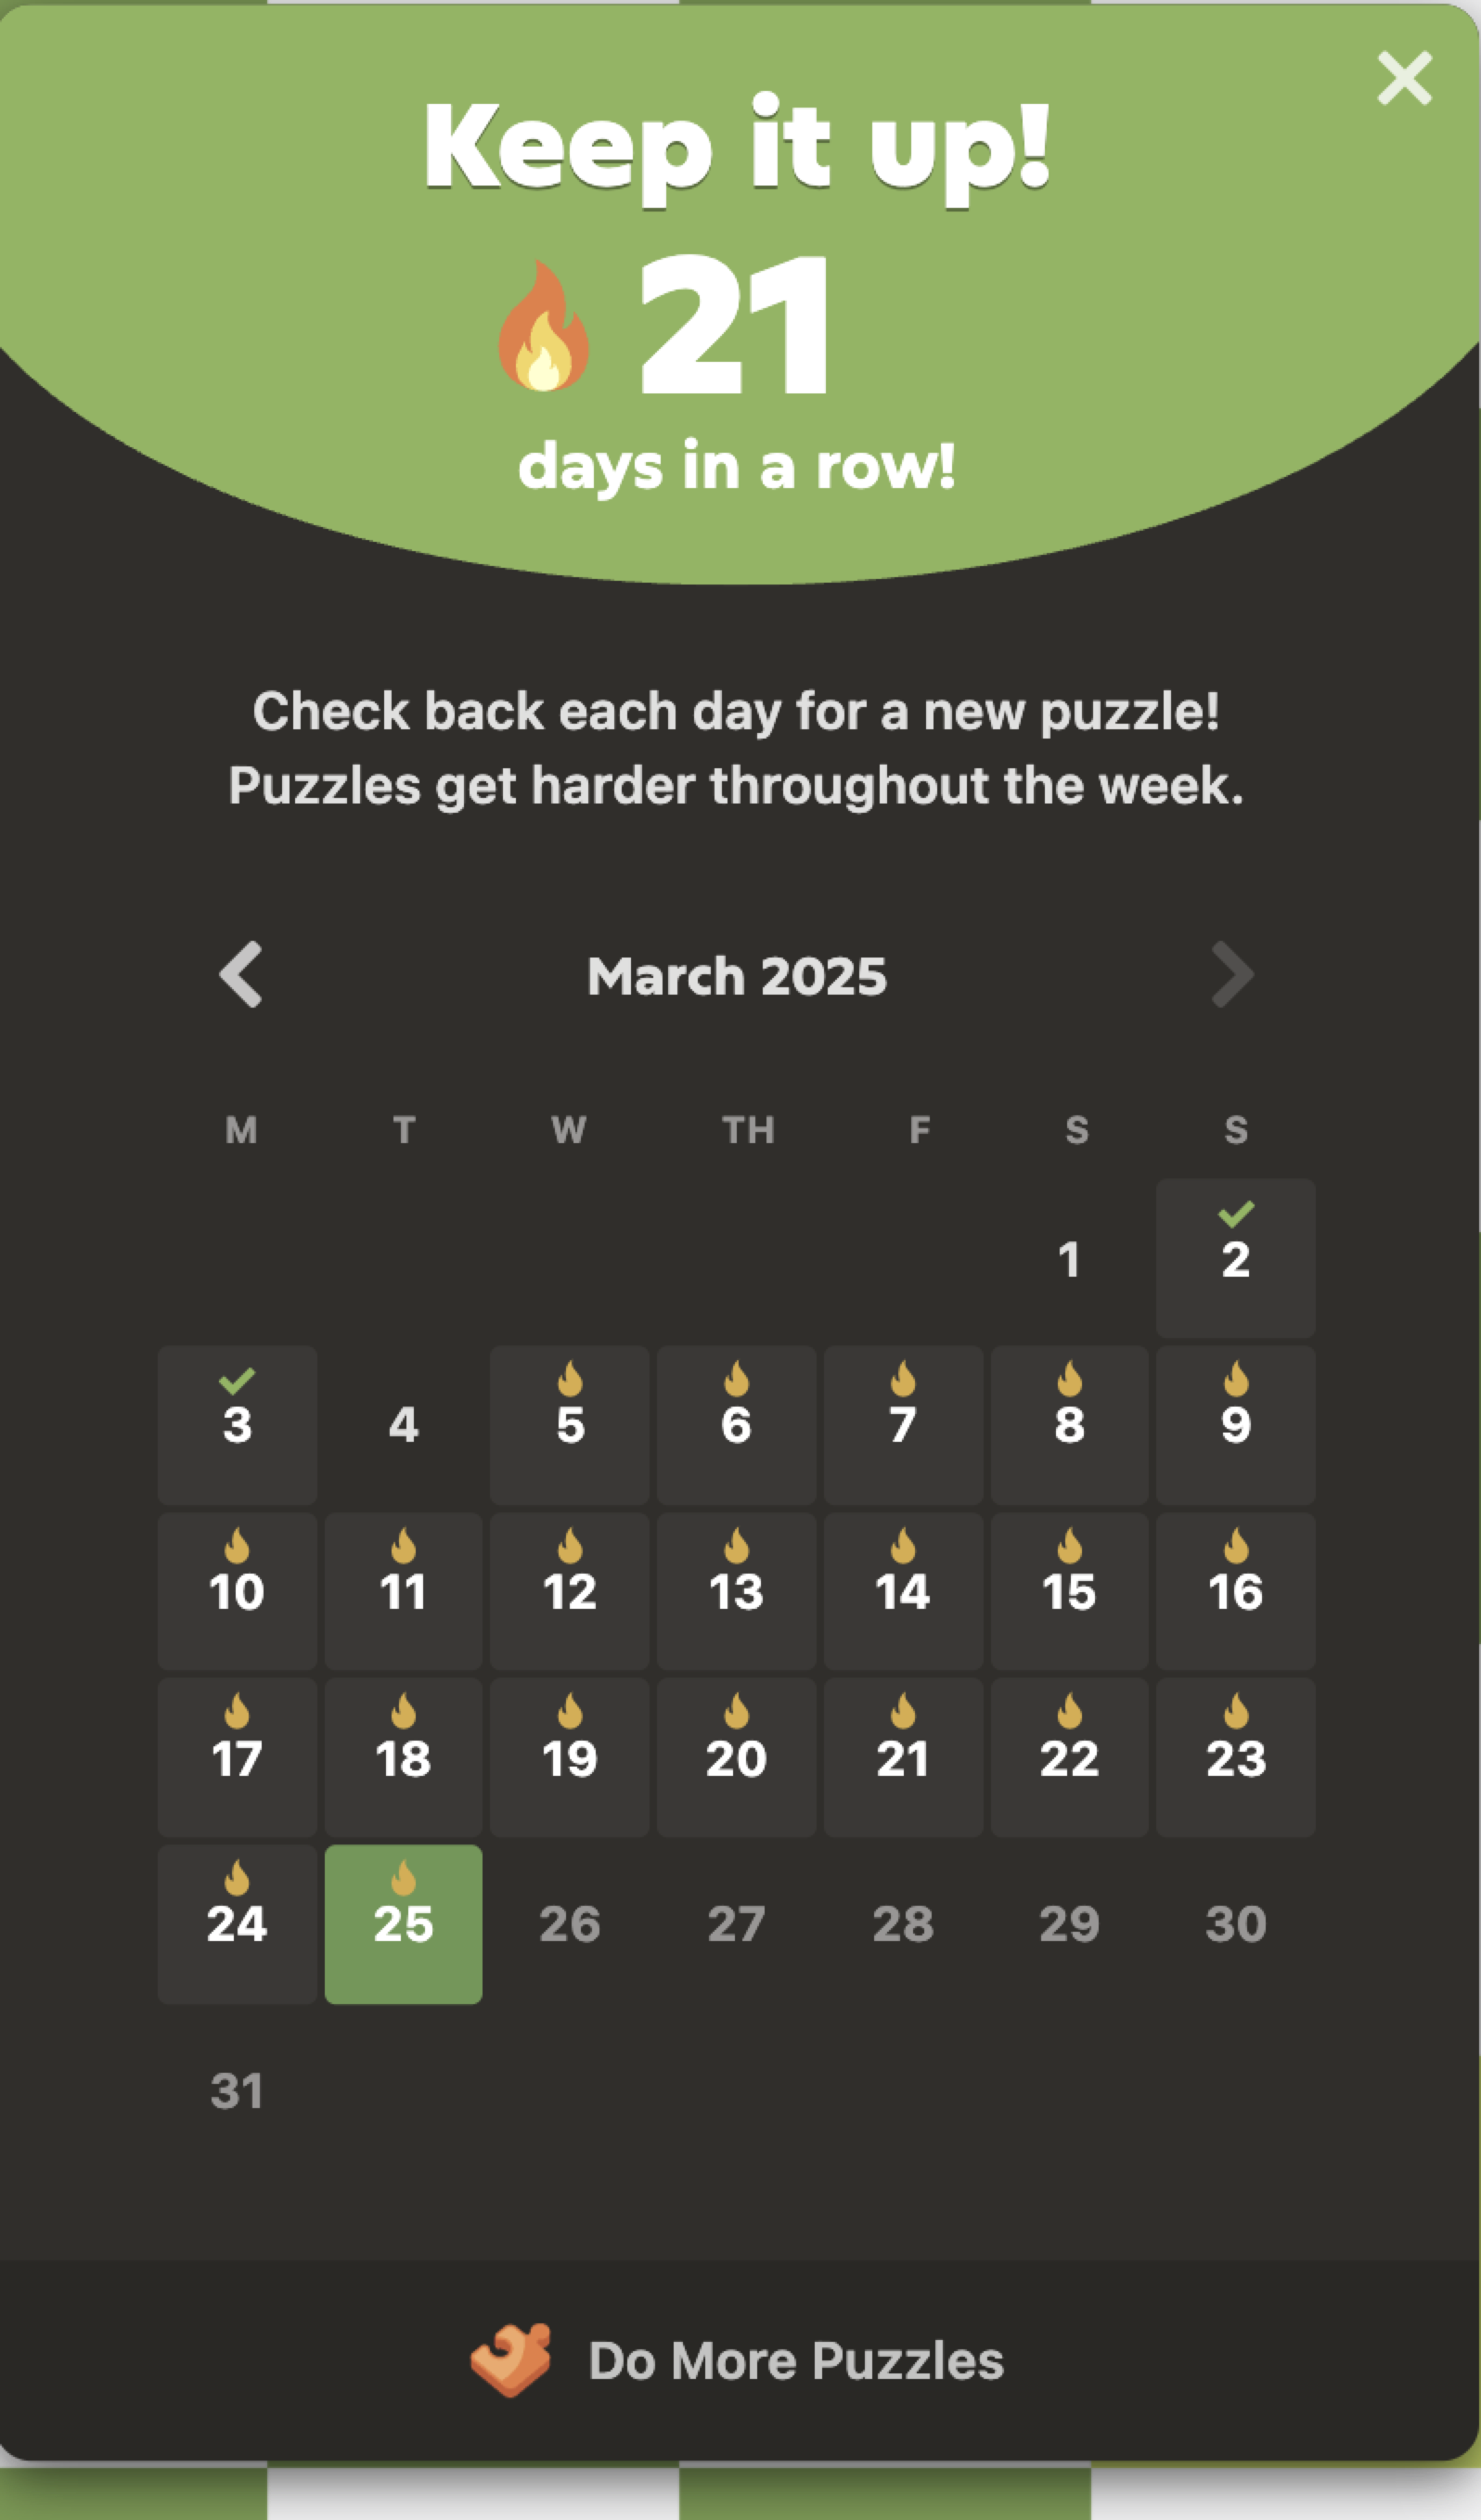 Keep it up!
21
days in a row!
Check back each day for a new puzzle!
Puzzles get harder throughout the week.
March 2025
M T W TH F S S
1 2
3 4 5 6 7 8 9
10 11 12 13 14 15 16
17 18 19 20 21 22 23
24 25 26 27 28 29 30
31
Do More Puzzles